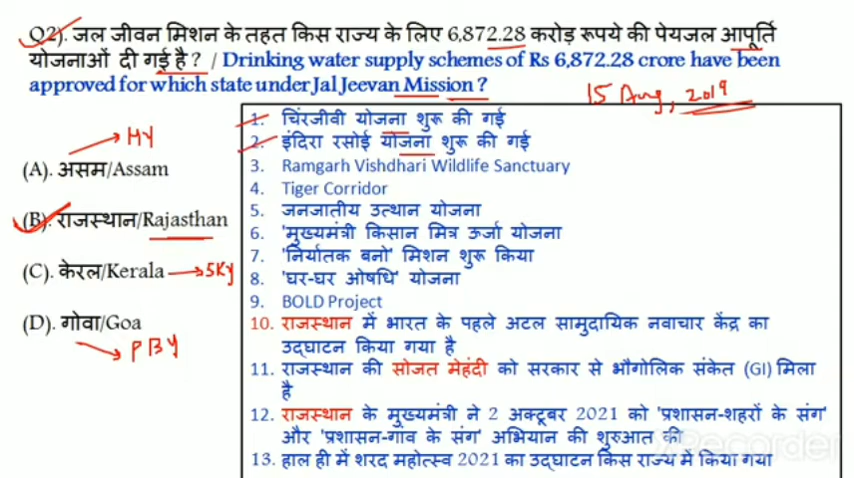 Q2). जल जीवन मिशन के तहत किस राज्य के लिए 6,872.28 करोड़ रूपये की पेयजल आपूर्ति
योजनाओं दी गई है ? / Drinking water supply schemes of Rs 6,872.28 crore have been
approved for which state under Jal Jeevan Mission ?
15 Aug, 2019
HY
(A). असम/Assam
(B). राजस्थान/Rajasthan
(C). केरल/Kerala
SKY
(D). गोवा/Goa
PBY
1. चिंरजीवी योजना शुरू की गई
2. इंदिरा रसोई योजना शुरू की गई
3. Ramgarh Vishdhari Wildlife Sanctuary
4. Tiger Corridor
5. जनजातीय उत्थान योजना
6. 'मुख्यमंत्री किसान मित्र ऊर्जा योजना
7. 'निर्यातक बनो' मिशन शुरू किया
8. 'घर-घर ओषधि' योजना
9. BOLD Project
10. राजस्थान में भारत के पहले अटल सामुदायिक नवाचार केंद्र का
उद्घाटन किया गया है
11. राजस्थान की सोजत मेहंदी को सरकार से भौगोलिक संकेत (GI) मिला
है
12. राजस्थान के मुख्यमंत्री ने 2 अक्टूबर 2021 को 'प्रशासन-शहरों के संग'
और 'प्रशासन-गांव के संग' अभियान की शुरुआत की
13. हाल ही में शरद महोत्स्व 2021 का उद्घाटन किस राज्य में किया गया